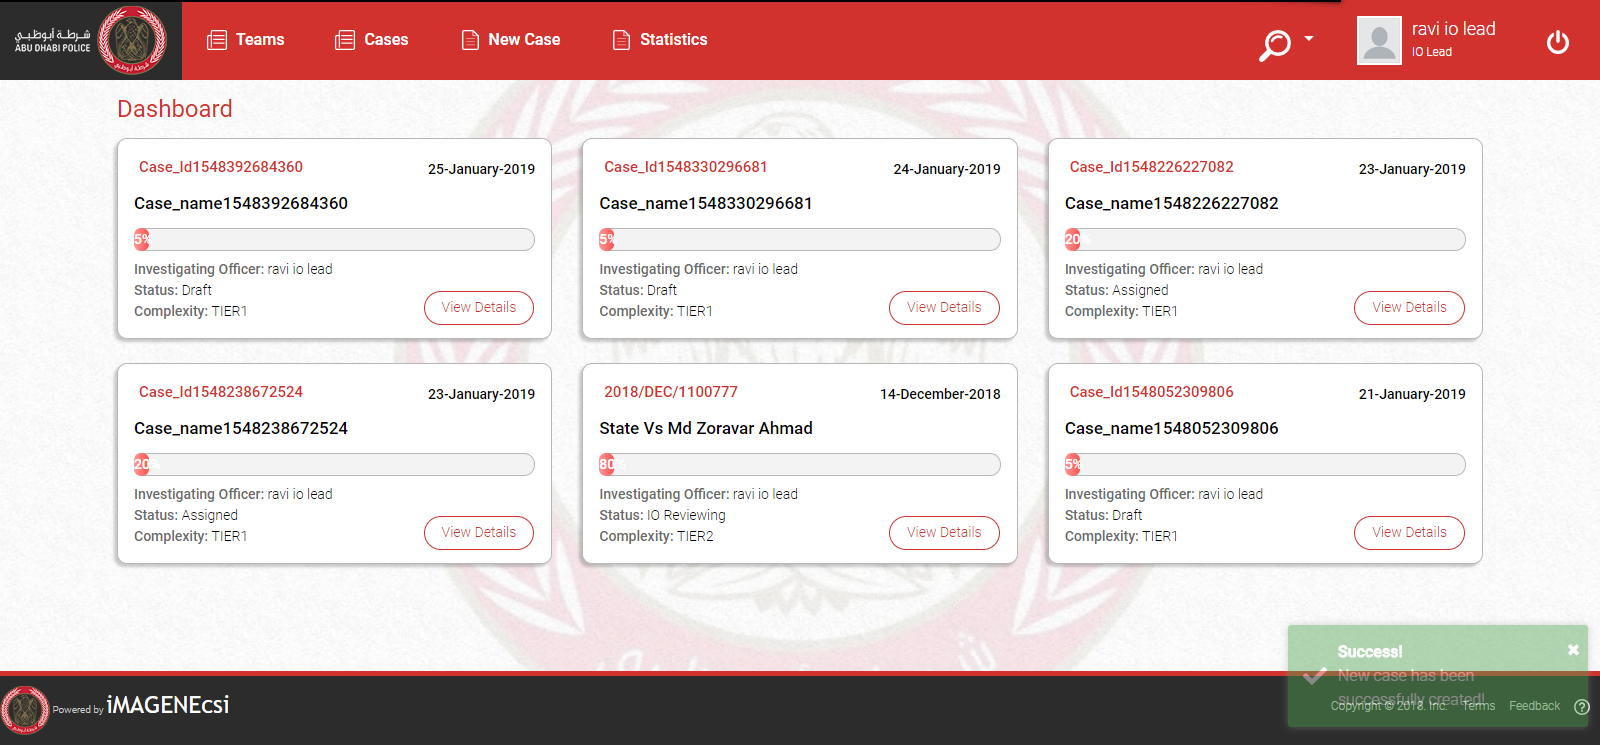 شرطة أبوظبي
ABU DHABI POLICE
Teams
Cases
New Case
Statistics
ravi io lead
IO Lead
Dashboard
Case_Id1548392684360
25-January-2019
Case_name1548392684360
5%
Investigating Officer: ravi io lead
Status: Draft
Complexity: TIER1
View Details
Case_Id1548330296681
24-January-2019
Case_name1548330296681
5%
Investigating Officer: ravi io lead
Status: Draft
Complexity: TIER1
View Details
Case_Id1548226227082
23-January-2019
Case_name1548226227082
20%
Investigating Officer: ravi io lead
Status: Assigned
Complexity: TIER1
View Details
Case_Id1548238672524
23-January-2019
Case_name1548238672524
20%
Investigating Officer: ravi io lead
Status: Assigned
Complexity: TIER1
View Details
2018/DEC/1100777
14-December-2018
State Vs Md Zoravar Ahmad
80%
Investigating Officer: ravi io lead
Status: IO Reviewing
Complexity: TIER2
View Details
Case_Id1548052309806
21-January-2019
Case_name1548052309806
5%
Investigating Officer: ravi io lead
Status: Draft
Complexity: TIER1
View Details
Success!
New case has been
successfully created!
Powered by iMAGENEcsi
Copyright © 2018. Inc.
Terms
Feedback